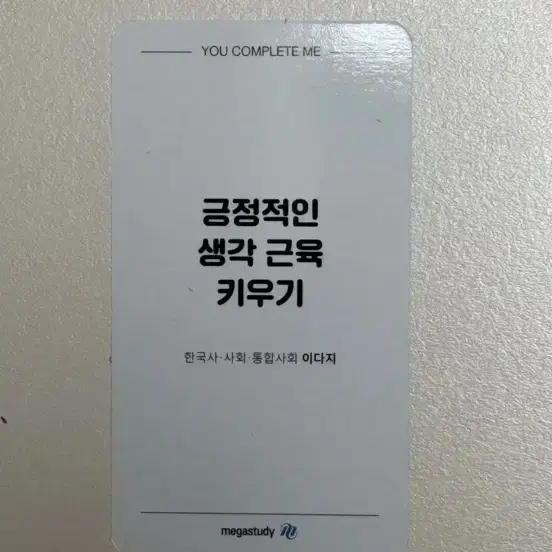 YOU COMPLETE ME
긍정적인
생각 근육
키우기
한국사·사회·통합사회 이다지
megastudy